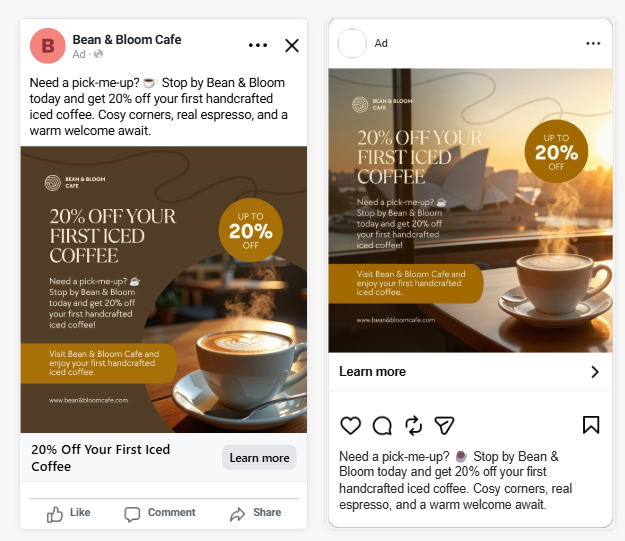 B
Bean & Bloom Cafe
Ad
Need a pick-me-up? ☕ Stop by Bean & Bloom
today and get 20% off your first handcrafted
iced coffee. Cosy corners, real espresso, and a
warm welcome await.
BEAN & BLOOM
CAFE
20% OFF YOUR
FIRST ICED
COFFEE
UP TO
20%
OFF
Need a pick-me-up? ☕
Stop by Bean & Bloom
today and get 20% off
your first handcrafted
iced coffee!
Visit Bean & Bloom Cafe and
enjoy your first handcrafted
iced coffee.
www.bean&bloomcafe.com
20% Off Your First Iced
Coffee
Learn more
Like
Comment
Share
Ad
BEAN & BLOOM
CAFE
20% OFF YOUR
FIRST ICED
COFFEE
UP TO
20%
OFF
Need a pick-me-up? ☕
Stop by Bean & Bloom
today and get 20% off
your first handcrafted
iced coffee!
Visit Bean & Bloom Cafe and
enjoy your first handcrafted
iced coffee.
www.bean&bloomcafe.com
Learn more
Need a pick-me-up? ☕ Stop by Bean &
Bloom today and get 20% off your first
handcrafted iced coffee. Cosy corners, real
espresso, and a warm welcome await.